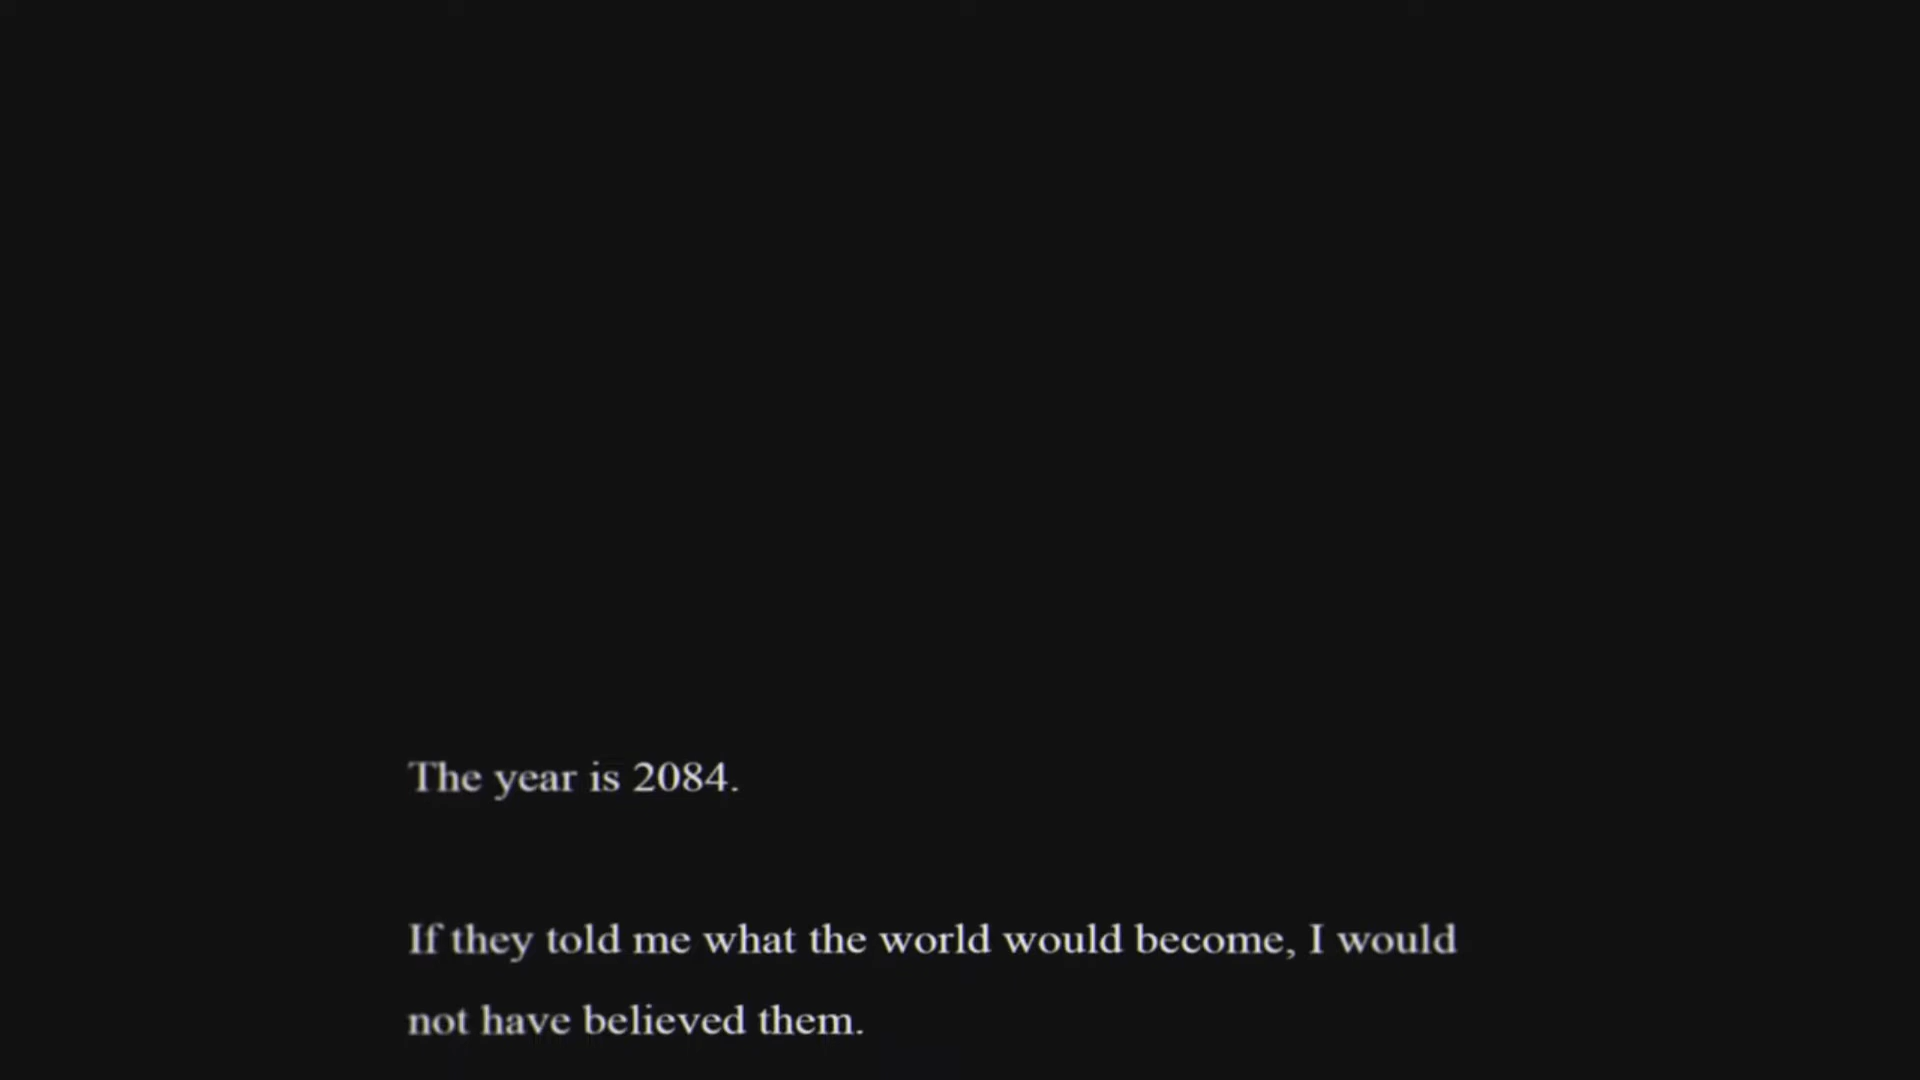 The year is 2084.
If they told me what the world would become, I would
not have believed them.